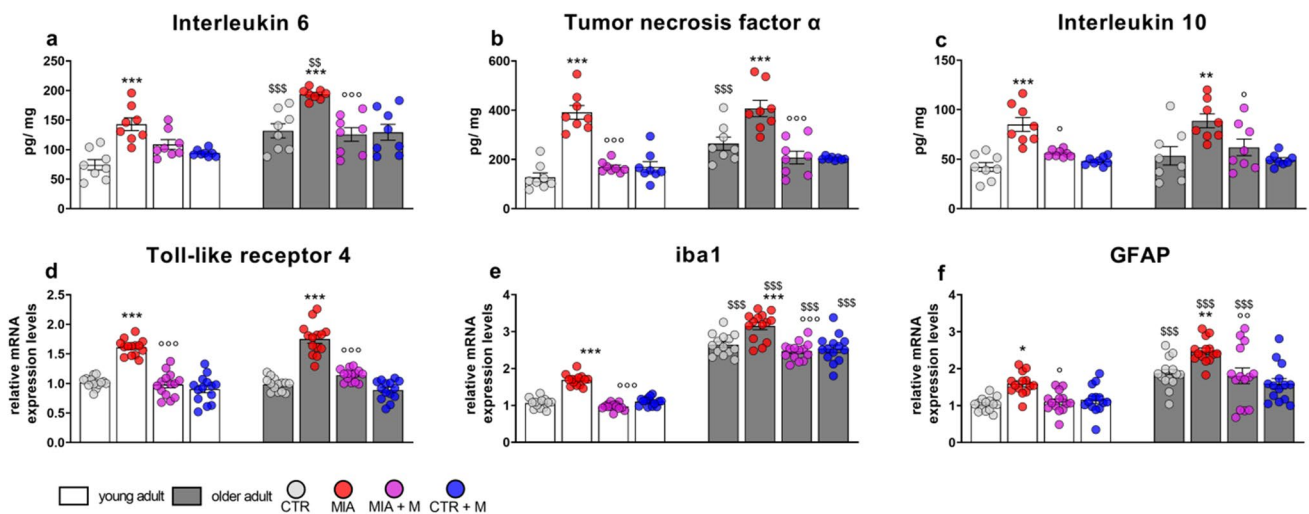 Interleukin 6
Tumor necrosis factor α
Interleukin 10
a
b
c
pg/ mg
250
200
150
100
50
0
***
$$$
$$
***
°°°
pg/ mg
600
400
200
0
***
°°°
$$$
***
°°°
pg/ mg
150
100
50
0
***
°
**
°
Toll-like receptor 4
iba1
GFAP
d
e
f
relative mRNA
expression levels
2.5
2.0
1.5
1.0
0.5
0.0
***
°°°
***
°°°
relative mRNA
expression levels
4
3
2
1
0
***
°°°
$$$
$$$
***
$$$
°°°
$$$
relative mRNA
expression levels
4
3
2
1
0
*
°
$$$
$$$
**
$$$
°°
young adult
older adult
CTR
MIA
MIA + M
CTR + M